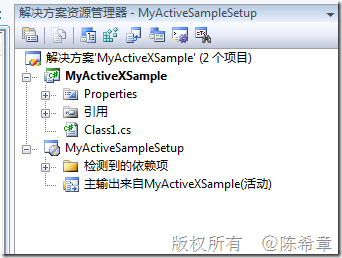 解决方案资源管理器 - MyActiveSampleSetup
解决方案'MyActiveXSample' (2 个项目)
MyActiveXSample
Properties
引用
Class1.cs
MyActiveSampleSetup
检测到的依赖项
主输出来自MyActiveXSample(活动)
版权所有 @陈希章